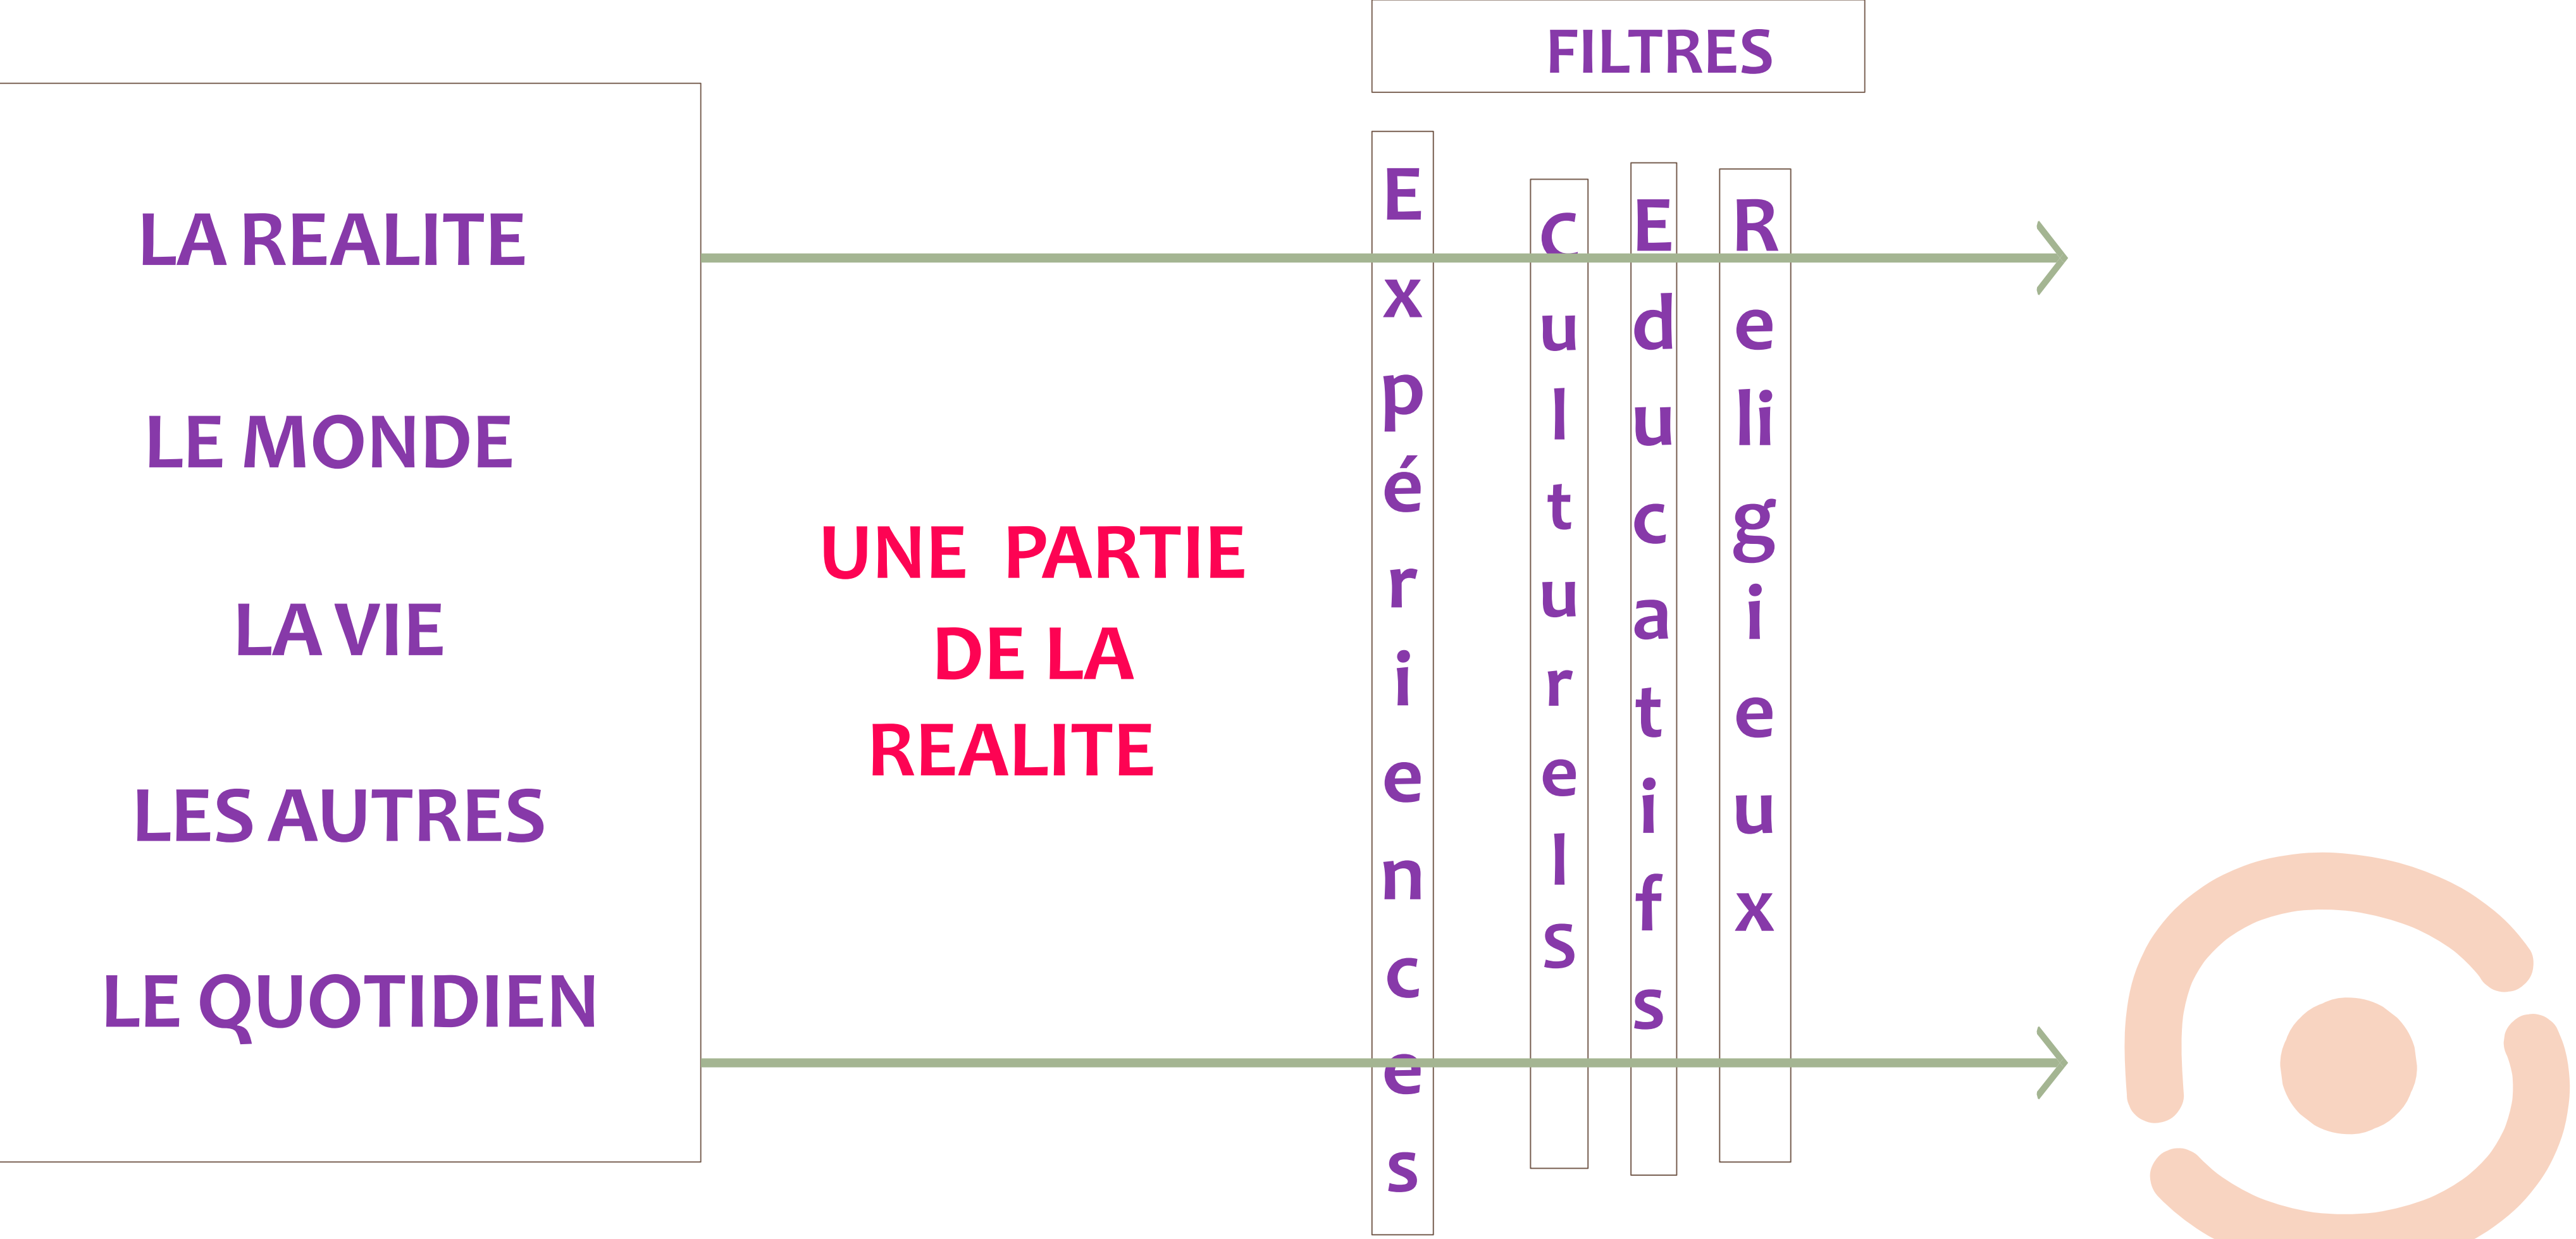 FILTRES
LA REALITE
LE MONDE
LA VIE
LES AUTRES
LE QUOTIDIEN
UNE PARTIE
DE LA
REALITE
Expériences
Culturels
Educatifs
Religieux